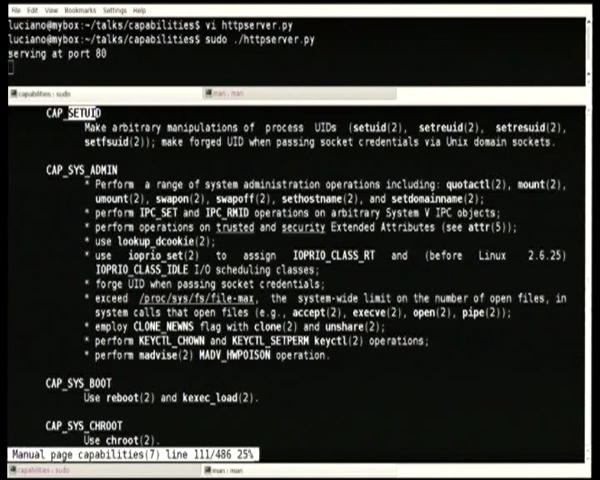 File Edit View Bookmarks Settings Help
luciano@mybox:~/talks/capabilities$ vi httpserver.py
luciano@mybox:~/talks/capabilities$ sudo ./httpserver.py
serving at port 80
capabilities : sudo man : man
CAP_SETUID
Make arbitrary manipulations of process UIDs (setuid(2), setreuid(2), setresuid(2),
setfsuid(2)); make forged UID when passing socket credentials via Unix domain sockets.
CAP_SYS_ADMIN
* Perform a range of system administration operations including: quotactl(2), mount(2),
umount(2), swapon(2), swapoff(2), sethostname(2), and setdomainname(2);
* perform IPC_SET and IPC_RMID operations on arbitrary System V IPC objects;
* perform operations on trusted and security Extended Attributes (see attr(5));
* use lookup_dcookie(2);
* use ioprio_set(2) to assign IOPRIO_CLASS_RT and (before Linux 2.6.25)
IOPRIO_CLASS_IDLE I/O scheduling classes;
* forge UID when passing socket credentials;
* exceed /proc/sys/fs/file-max, the system-wide limit on the number of open files, in
system calls that open files (e.g., accept(2), execve(2), open(2), pipe(2));
* employ CLONE_NEWNS flag with clone(2) and unshare(2);
* perform KEYCTL_CHOWN and KEYCTL_SETPERM keyctl(2) operations;
* perform madvise(2) MADV_HWPOISON operation.
CAP_SYS_BOOT
Use reboot(2) and kexec_load(2).
CAP_SYS_CHROOT
Use chroot(2).
Manual page capabilities(7) line 111/486 25%
capabilities : sudo man : man